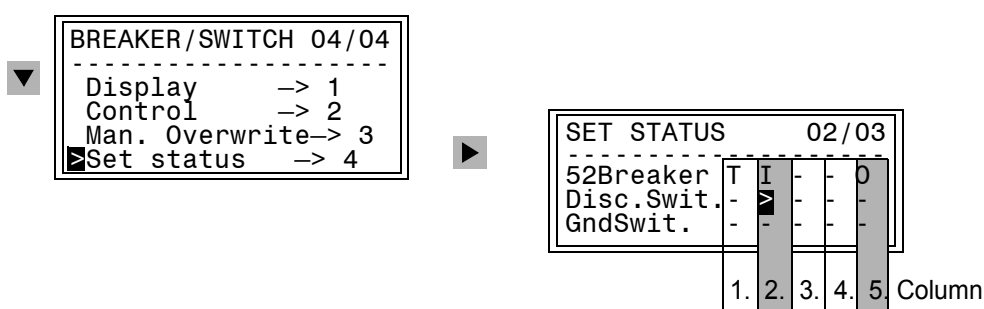 BREAKER/SWITCH 04/04
--------------------
Display —> 1
Control —> 2
Man. Overwrite—> 3
>Set status —> 4
SET STATUS 02/03
--------------------
52Breaker T I - - O
Disc.Swit. - > - - -
GndSwit. - - - - -
1. 2. 3. 4. 5. Column